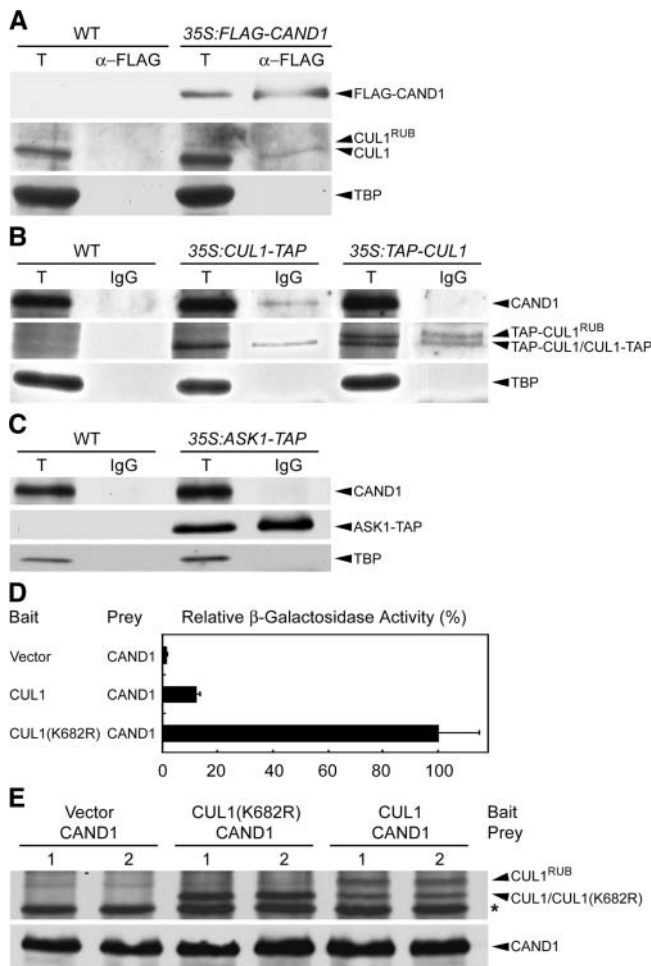 A
WT 35S:FLAG-CAND1
T α–FLAG T α–FLAG
FLAG-CAND1
CUL1RUB
CUL1
TBP
B
WT 35S:CUL1-TAP 35S:TAP-CUL1
T IgG T IgG T IgG
CAND1
TAP-CUL1RUB
TAP-CUL1/CUL1-TAP
TBP
C
WT 35S:ASK1-TAP
T IgG T IgG
CAND1
ASK1-TAP
TBP
D
Bait Prey Relative β-Galactosidase Activity (%)
Vector CAND1
CUL1 CAND1
CUL1(K682R) CAND1
0 20 40 60 80 100
E
Vector CUL1(K682R) CUL1 Bait
CAND1 CAND1 CAND1 Prey
1 2 1 2 1 2
CUL1RUB
CUL1/CUL1(K682R)
*
CAND1